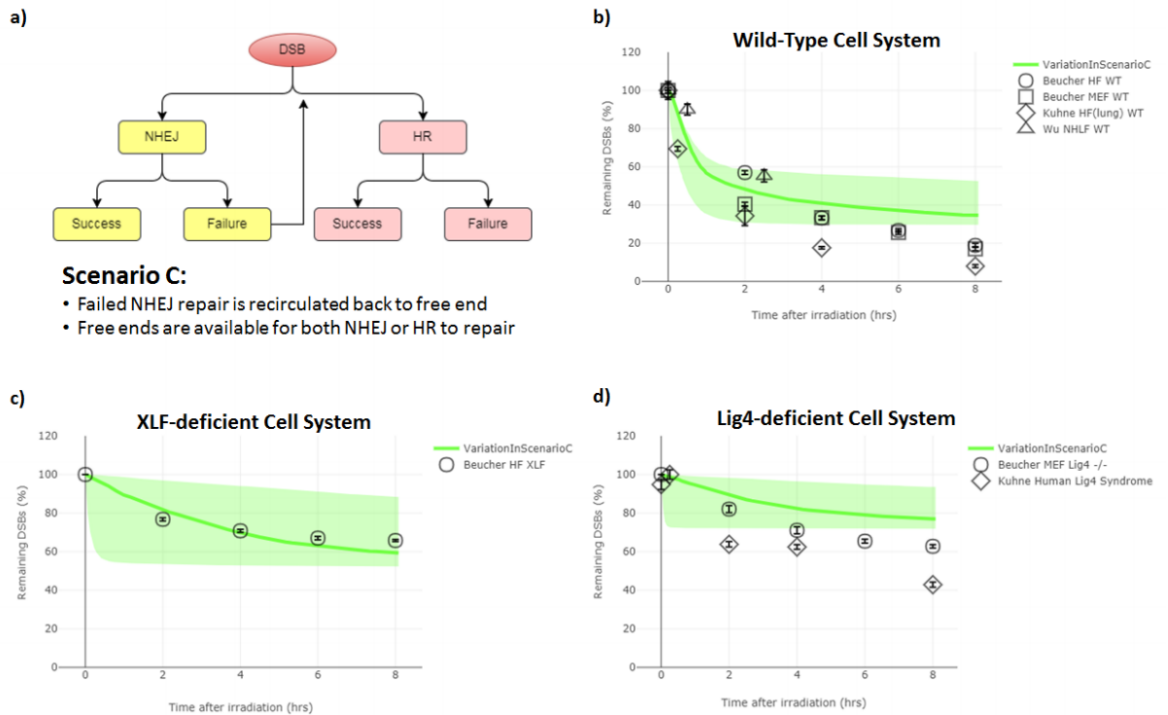 a)
DSB
NHEJ
HR
Success
Failure
Success
Failure
Scenario C:
• Failed NHEJ repair is recirculated back to free end
• Free ends are available for both NHEJ or HR to repair
b)
Wild-Type Cell System
120
100
80
60
40
20
0
Remaining DSBs (%)
0
2
4
6
8
Time after irradiation (hrs)
VariationInScenarioC
Beucher HF WT
Beucher MEF WT
Kuhne HF(lung) WT
Wu NHLF WT
c)
XLF-deficient Cell System
120
100
80
60
40
20
0
Remaining DSBs (%)
0
2
4
6
8
Time after irradiation (hrs)
VariationInScenarioC
Beucher HF XLF
d)
Lig4-deficient Cell System
120
100
80
60
40
20
0
Remaining DSBs (%)
0
2
4
6
8
Time after irradiation (hrs)
VariationInScenarioC
Beucher MEF Lig4 -/-
Kuhne Human Lig4 Syndrome